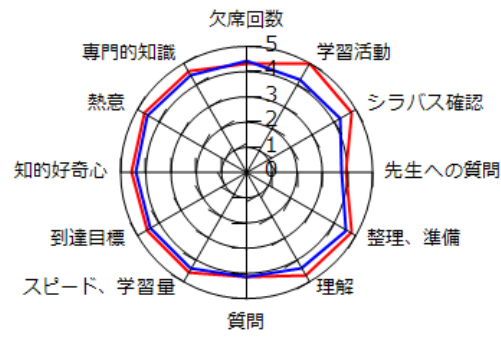 欠席回数
専門的知識
学習活動
熱意
シラバス確認
知的好奇心
先生への質問
到達目標
整理、準備
スピード、学習量
理解
質問
5
4
3
2
1
0